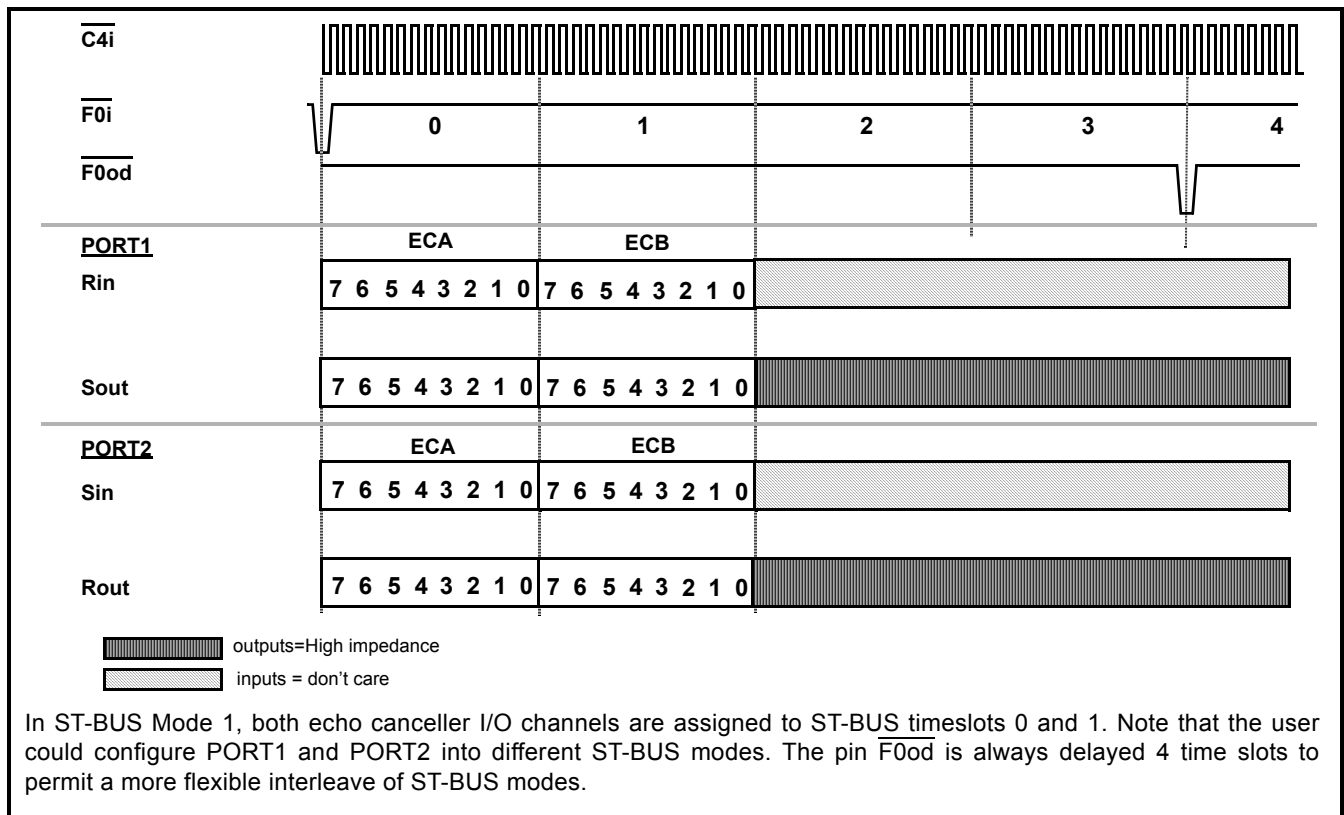 C4i
F0i
0 1 2 3 4
F0od
PORT1
ECA ECB
Rin
7 6 5 4 3 2 1 0 7 6 5 4 3 2 1 0
Sout
7 6 5 4 3 2 1 0 7 6 5 4 3 2 1 0
PORT2
ECA ECB
Sin
7 6 5 4 3 2 1 0 7 6 5 4 3 2 1 0
Rout
7 6 5 4 3 2 1 0 7 6 5 4 3 2 1 0
outputs=High impedance
inputs = don't care
In ST-BUS Mode 1, both echo canceller I/O channels are assigned to ST-BUS timeslots 0 and 1. Note that the user
could configure PORT1 and PORT2 into different ST-BUS modes. The pin F0od is always delayed 4 time slots to
permit a more flexible interleave of ST-BUS modes.